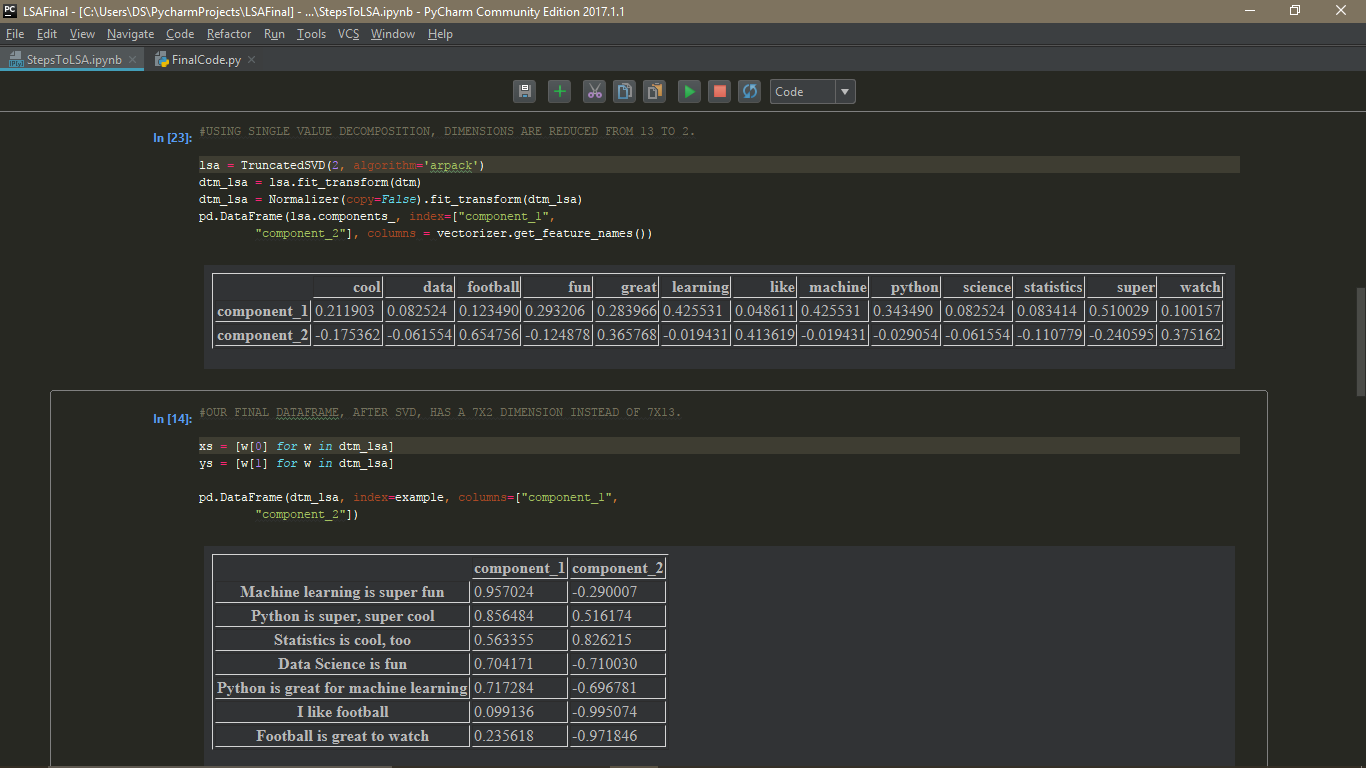 PC LSAFinal - [C:\Users\DS\PycharmProjects\LSAFinal] - ...\StepsToLSA.ipynb - PyCharm Community Edition 2017.1.1
File Edit View Navigate Code Refactor Run Tools VCS Window Help
StepsToLSA.ipynb FinalCode.py
Code
In [23]: #USING SINGLE VALUE DECOMPOSITION, DIMENSIONS ARE REDUCED FROM 13 TO 2.
lsa = TruncatedSVD(2, algorithm='arpack')
dtm_lsa = lsa.fit_transform(dtm)
dtm_lsa = Normalizer(copy=False).fit_transform(dtm_lsa)
pd.DataFrame(lsa.components_, index=["component_1",
"component_2"], columns = vectorizer.get_feature_names())
cool data football fun great learning like machine python science statistics super watch
component_1 0.211903 0.082524 0.123490 0.293206 0.283966 0.425531 0.048611 0.425531 0.343490 0.082524 0.083414 0.510029 0.100157
component_2 -0.175362 -0.061554 0.654756 -0.124878 0.365768 -0.019431 0.413619 -0.019431 -0.029054 -0.061554 -0.110779 -0.240595 0.375162
In [14]: #OUR FINAL DATAFRAME, AFTER SVD, HAS A 7X2 DIMENSION INSTEAD OF 7X13.
xs = [w[0] for w in dtm_lsa]
ys = [w[1] for w in dtm_lsa]
pd.DataFrame(dtm_lsa, index=example, columns=["component_1",
"component_2"])
component_1 component_2
Machine learning is super fun 0.957024 -0.290007
Python is super, super cool 0.856484 0.516174
Statistics is cool, too 0.563355 0.826215
Data Science is fun 0.704171 -0.710030
Python is great for machine learning 0.717284 -0.696781
I like football 0.099136 -0.995074
Football is great to watch 0.235618 -0.971846